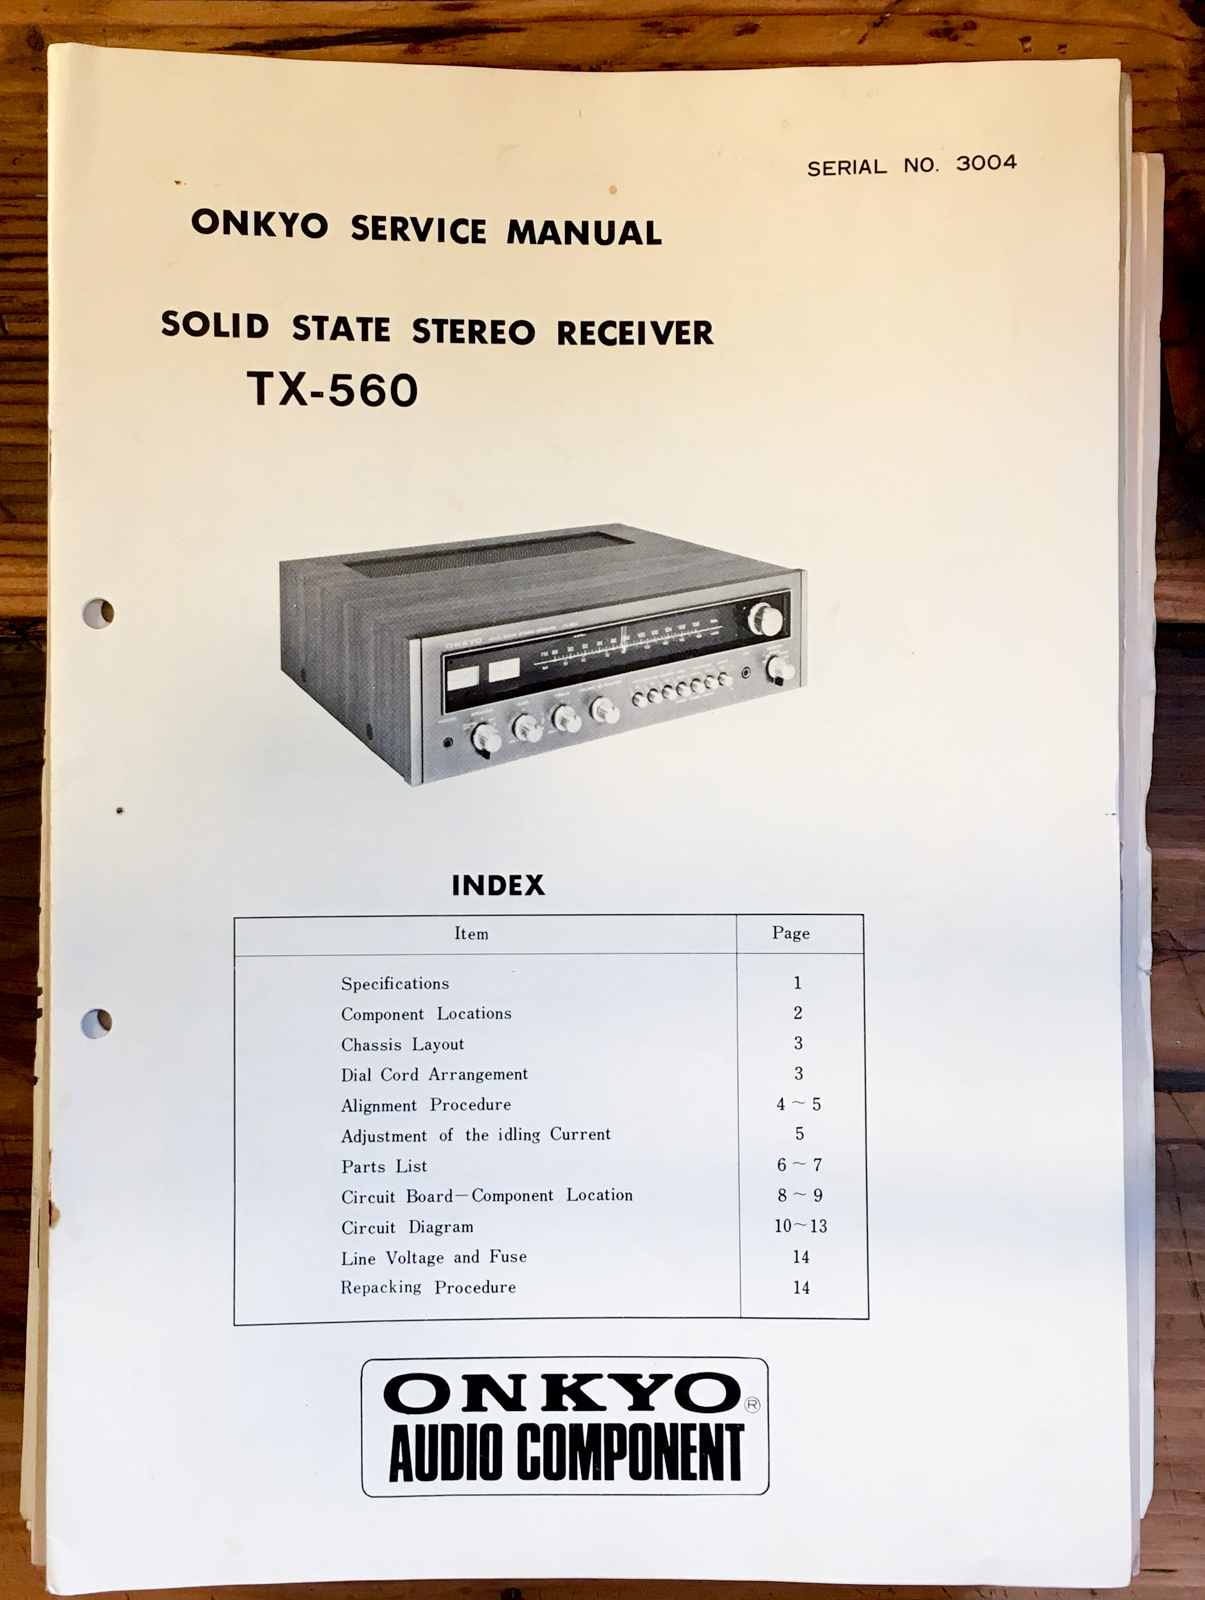 SERIAL NO. 3004
ONKYO SERVICE MANUAL
SOLID STATE STEREO RECEIVER
TX-560
ONKYO
INDEX
Item Page
Specifications 1
Component Locations 2
Chassis Layout 3
Dial Cord Arrangement 3
Alignment Procedure 4~5
Adjustment of the idling Current 5
Parts List 6~7
Circuit Board—Component Location 8~9
Circuit Diagram 10~13
Line Voltage and Fuse 14
Repacking Procedure 14
ONKYO®
AUDIO COMPONENT